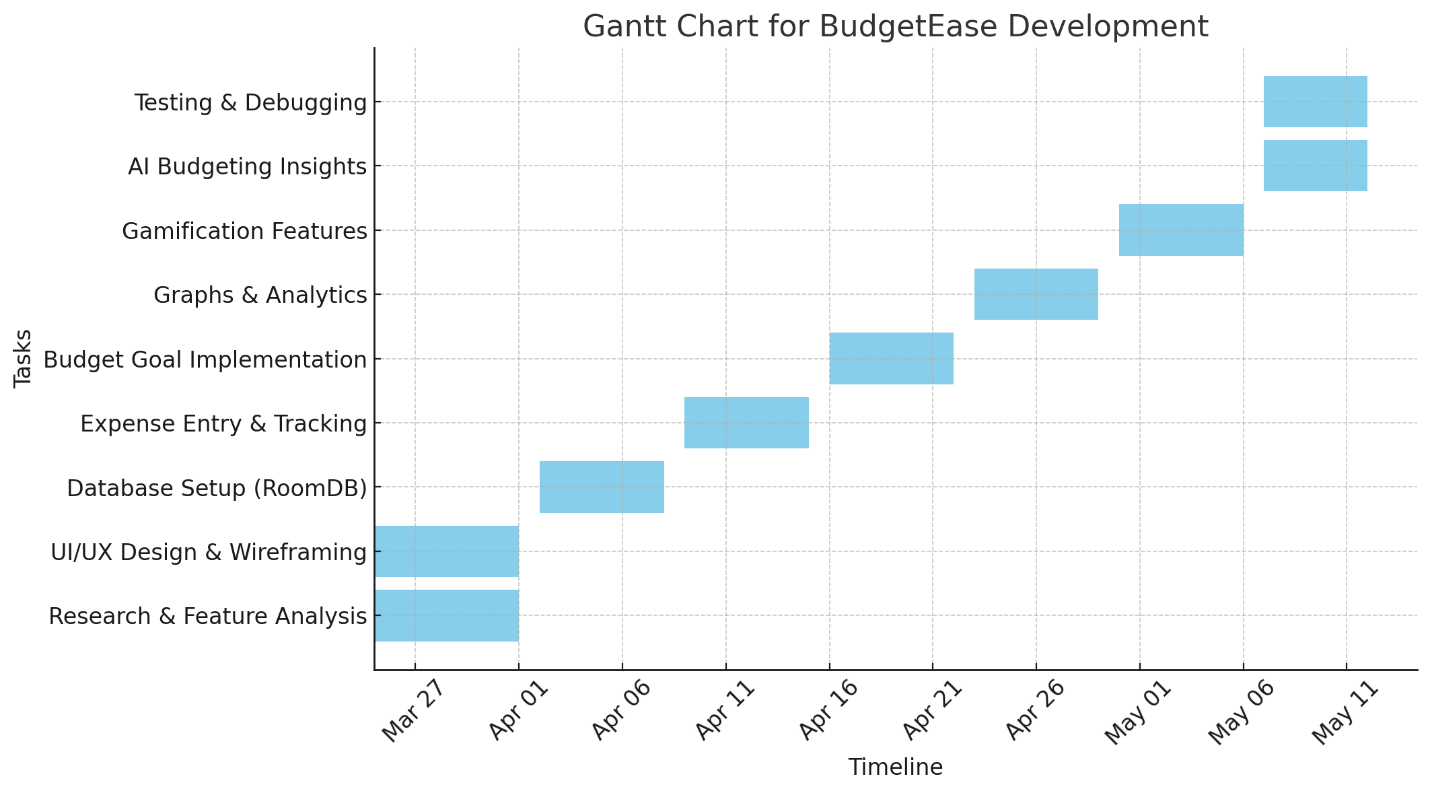 Gantt Chart for BudgetEase Development
Testing & Debugging
AI Budgeting Insights
Gamification Features
Graphs & Analytics
Budget Goal Implementation
Expense Entry & Tracking
Database Setup (RoomDB)
UI/UX Design & Wireframing
Research & Feature Analysis
Tasks
Mar 27
Apr 01
Apr 06
Apr 11
Apr 16
Apr 21
Apr 26
May 01
May 06
May 11
Timeline